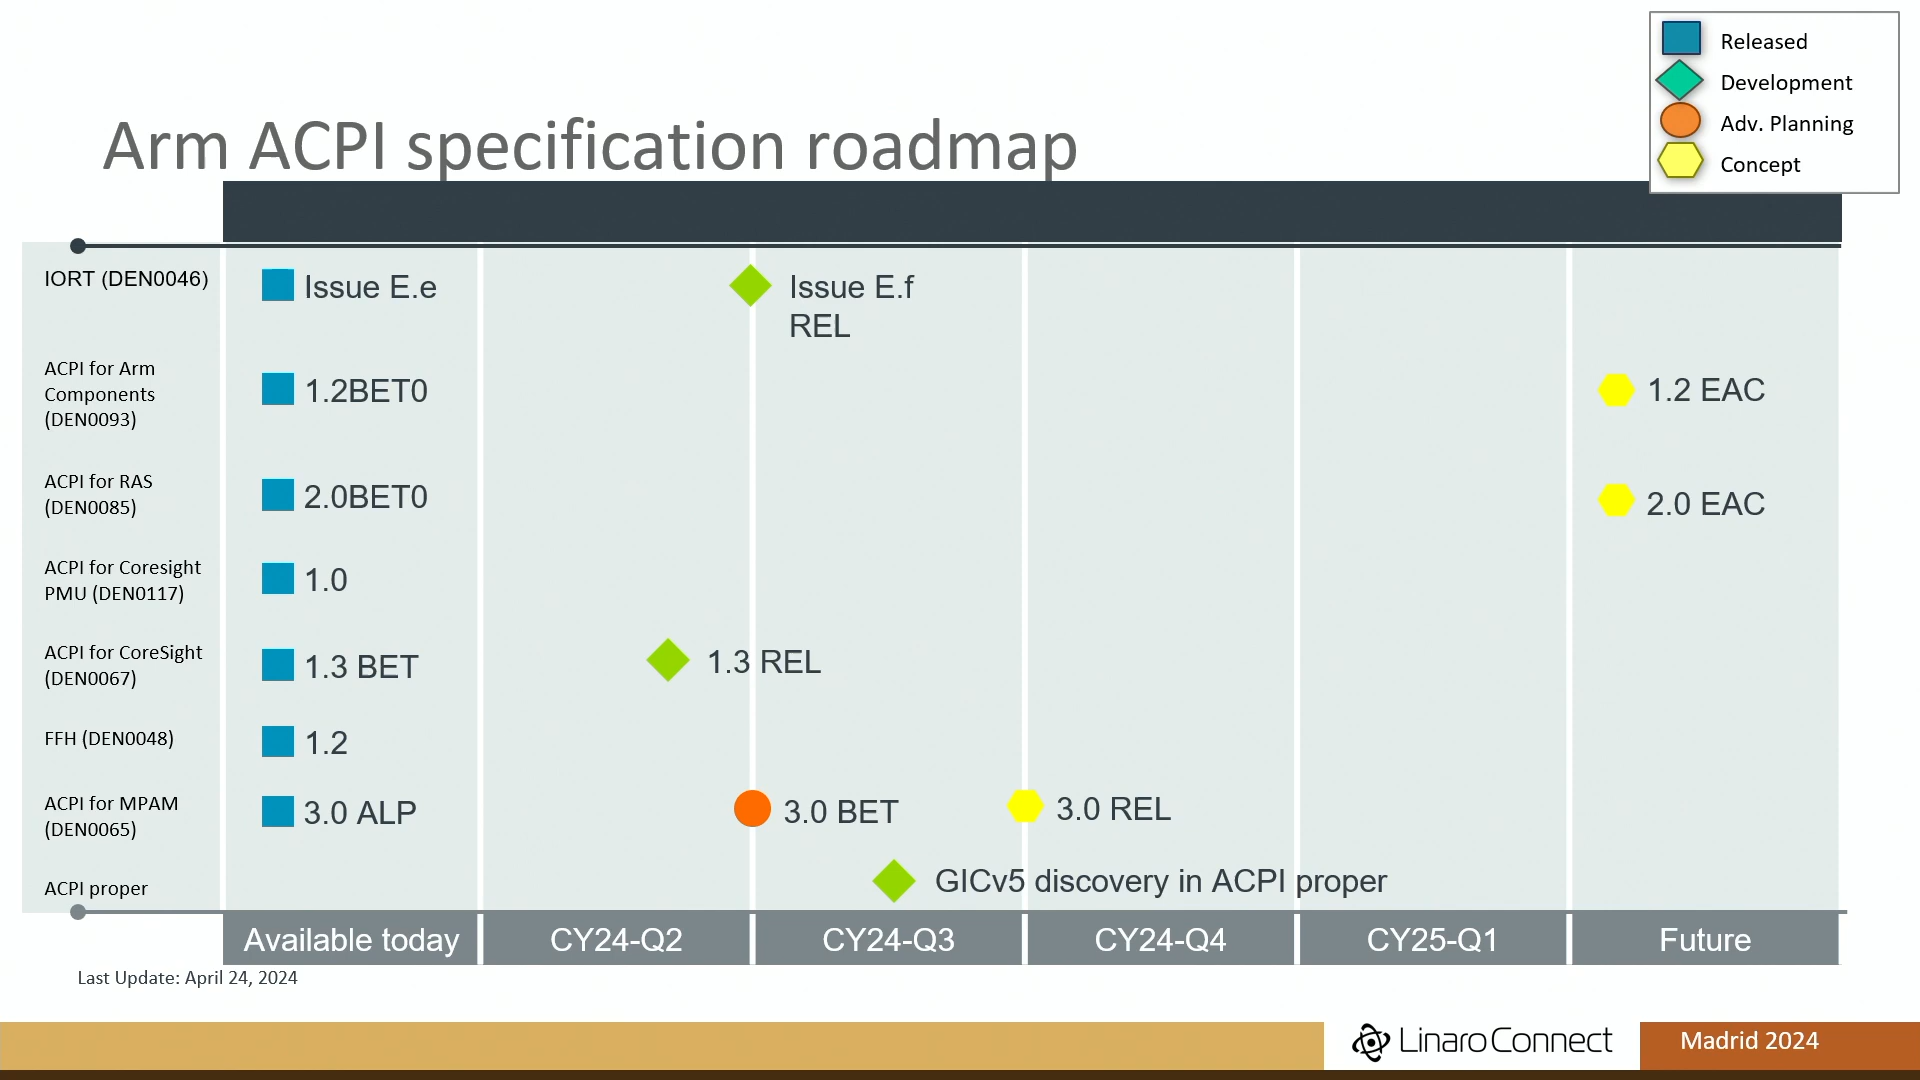 Released
Development
Adv. Planning
Concept
Arm ACPI specification roadmap
IORT (DEN0046)
Issue E.e
Issue E.f
REL
ACPI for Arm
Components
(DEN0093)
1.2BET0
1.2 EAC
ACPI for RAS
(DEN0085)
2.0BET0
2.0 EAC
ACPI for Coresight
PMU (DEN0117)
1.0
ACPI for CoreSight
(DEN0067)
1.3 BET
1.3 REL
FFH (DEN0048)
1.2
ACPI for MPAM
(DEN0065)
3.0 ALP
3.0 BET
3.0 REL
ACPI proper
GICv5 discovery in ACPI proper
Available today
CY24-Q2
CY24-Q3
CY24-Q4
CY25-Q1
Future
Last Update: April 24, 2024
Linaro Connect
Madrid 2024